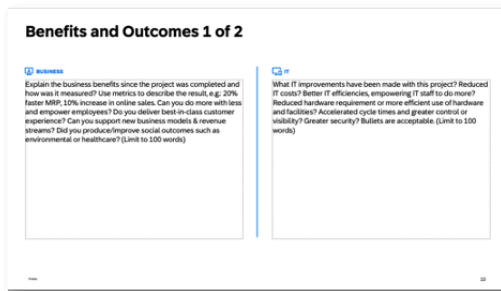 Benefits and Outcomes 1 of 2
BUSINESS
Explain the business benefits since the project was completed and
how was it measured? Use metrics to describe the result, e.g: 20%
faster MRP, 10% increase in online sales. Can you do more with less
and empower employees? Do you deliver best-in-class customer
experience? Can you support new business models & revenue
streams? Did you produce/improve social outcomes such as
environmental or healthcare? (Limit to 100 words)
IT
What IT improvements have been made with this project? Reduced
IT costs? Better IT efficiencies, empowering IT staff to do more?
Reduced hardware requirement or more efficient use of hardware
and facilities? Accelerated cycle times and greater control or
visibility? Greater security? Bullets are acceptable. (Limit to 100
words)
10